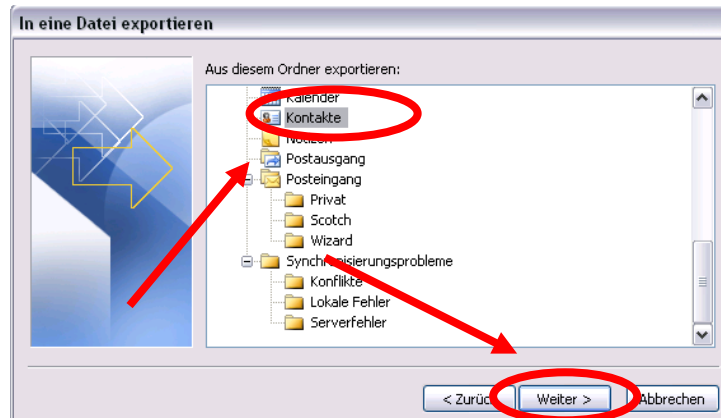 In eine Datei exportieren
Aus diesem Ordner exportieren:
Kalender
Kontakte
Notizen
Postausgang
Posteingang
Privat
Scotch
Wizard
Synchronisierungsprobleme
Konflikte
Lokale Fehler
Serverfehler
< Zurück Weiter > Abbrechen